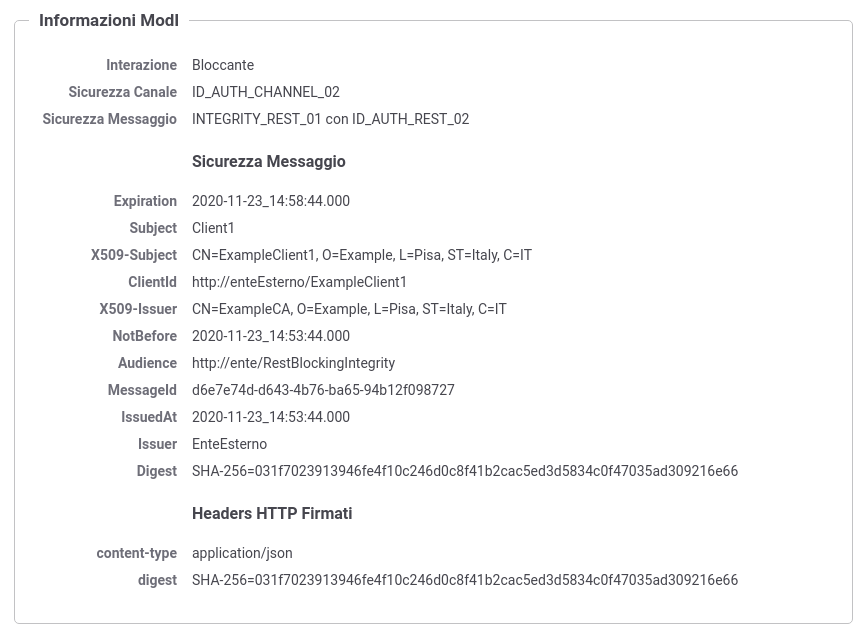 Informazioni ModI
Interazione Bloccante
Sicurezza Canale ID_AUTH_CHANNEL_02
Sicurezza Messaggio INTEGRITY_REST_01 con ID_AUTH_REST_02
Sicurezza Messaggio
Expiration 2020-11-23_14:58:44.000
Subject Client1
X509-Subject CN=ExampleClient1, O=Example, L=Pisa, ST=Italy, C=IT
ClientId http://enteEsterno/ExampleClient1
X509-Issuer CN=ExampleCA, O=Example, L=Pisa, ST=Italy, C=IT
NotBefore 2020-11-23_14:53:44.000
Audience http://ente/RestBlockingIntegrity
MessageId d6e7e74d-d643-4b76-ba65-94b12f098727
IssuedAt 2020-11-23_14:53:44.000
Issuer EnteEsterno
Digest SHA-256=031f7023913946fe4f10c246d0c8f41b2cac5ed3d5834c0f47035ad309216e66
Headers HTTP Firmati
content-type application/json
digest SHA-256=031f7023913946fe4f10c246d0c8f41b2cac5ed3d5834c0f47035ad309216e66